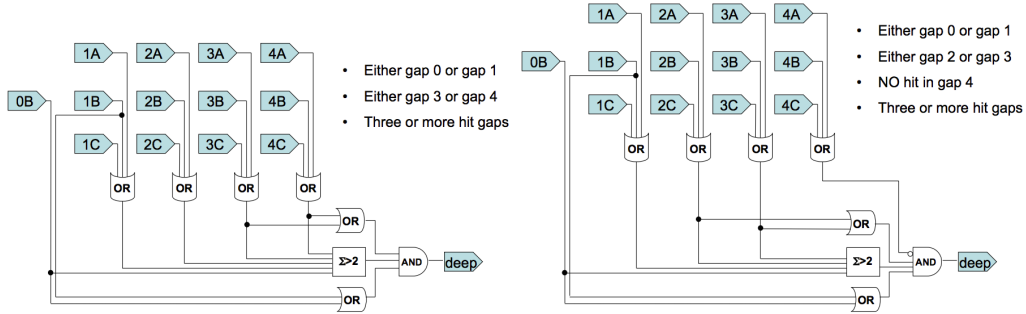 1A 2A 3A 4A
0B 1B 2B 3B 4B
1C 2C 3C 4C
OR OR OR OR
OR
Σ>2 AND deep
OR
• Either gap 0 or gap 1
• Either gap 3 or gap 4
• Three or more hit gaps
1A 2A 3A 4A
0B 1B 2B 3B 4B
1C 2C 3C 4C
OR OR OR OR
OR
Σ>2 AND deep
OR
• Either gap 0 or gap 1
• Either gap 2 or gap 3
• NO hit in gap 4
• Three or more hit gaps